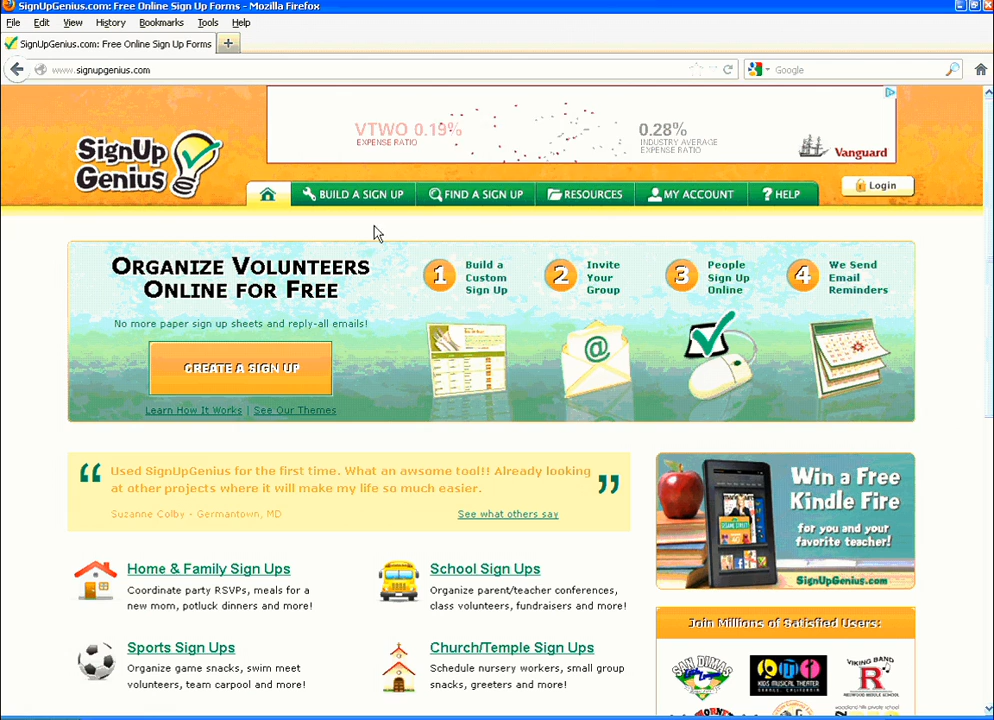 SignUpGenius.com: Free Online Sign Up Forms - Mozilla Firefox
File Edit View History Bookmarks Tools Help
SignUpGenius.com: Free Online Sign Up Forms
www.signupgenius.com
Google
VTWO 0.19%
EXPENSE RATIO
0.28%
INDUSTRY AVERAGE
EXPENSE RATIO
Vanguard
SignUp
Genius
BUILD A SIGN UP
FIND A SIGN UP
RESOURCES
MY ACCOUNT
? HELP
Login
ORGANIZE VOLUNTEERS
ONLINE FOR FREE
No more paper sign up sheets and reply-all emails!
CREATE A SIGN UP
Learn How It Works | See Our Themes
1 Build a
Custom
Sign Up
2 Invite
Your
Group
3 People
Sign Up
Online
4 We Send
Email
Reminders
@
“ Used SignUpGenius for the first time. What an awsome tool!! Already looking
at other projects where it will make my life so much easier. ”
Suzanne Colby - Germantown, MD
See what others say
Win a Free
Kindle Fire
for you and your
favorite teacher!
SignUpGenius.com
Home & Family Sign Ups
Coordinate party RSVPs, meals for a
new mom, potluck dinners and more!
School Sign Ups
Organize parent/teacher conferences,
class volunteers, fundraisers and more!
Sports Sign Ups
Organize game snacks, swim meet
volunteers, team carpool and more!
Church/Temple Sign Ups
Schedule nursery workers, small group
snacks, greeters and more!
Join Millions of Satisfied Users:
SAN DIMAS
KIDS MUSICAL THEATER
VIKING BAND
R
REDWOOD MIDDLE SCHOOL